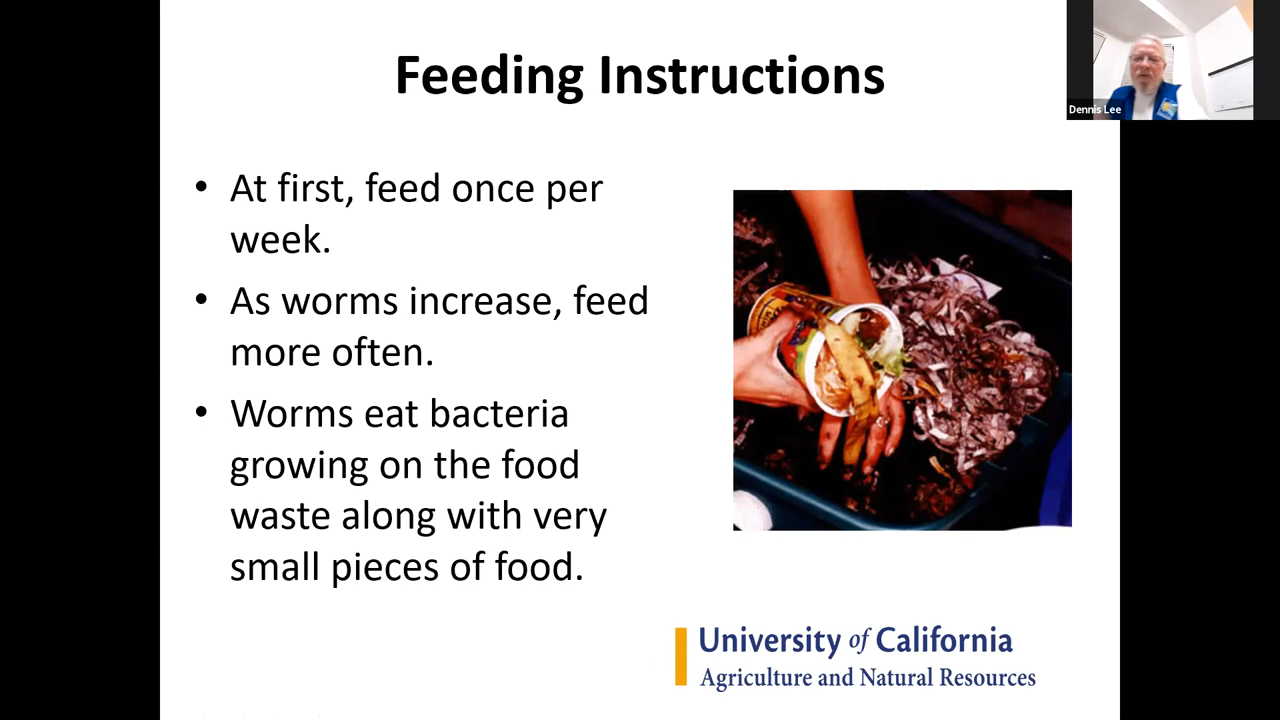 Feeding Instructions
Dennis Lee
• At first, feed once per
week.
• As worms increase, feed
more often.
• Worms eat bacteria
growing on the food
waste along with very
small pieces of food.
University of California
Agriculture and Natural Resources